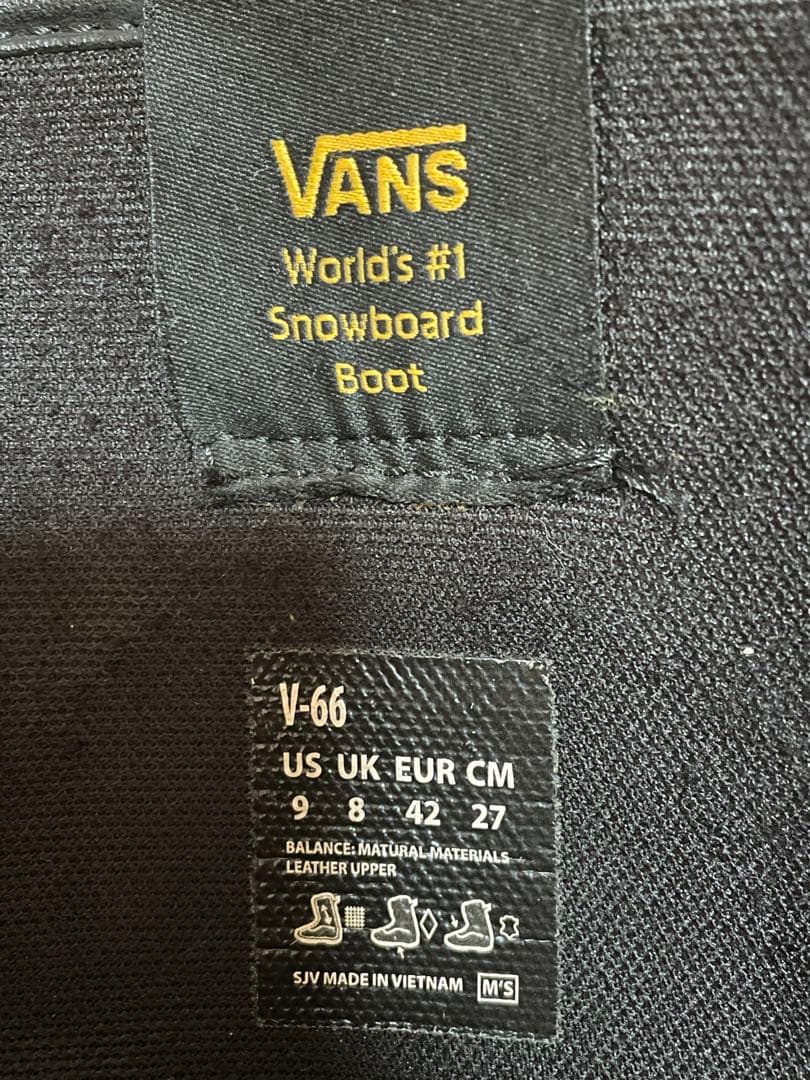 VANS
World's #1
Snowboard
Boot
V-66
US UK EUR CM
9 8 42 27
BALANCE: MATURAL MATERIALS
LEATHER UPPER
SJV MADE IN VIETNAM M'S